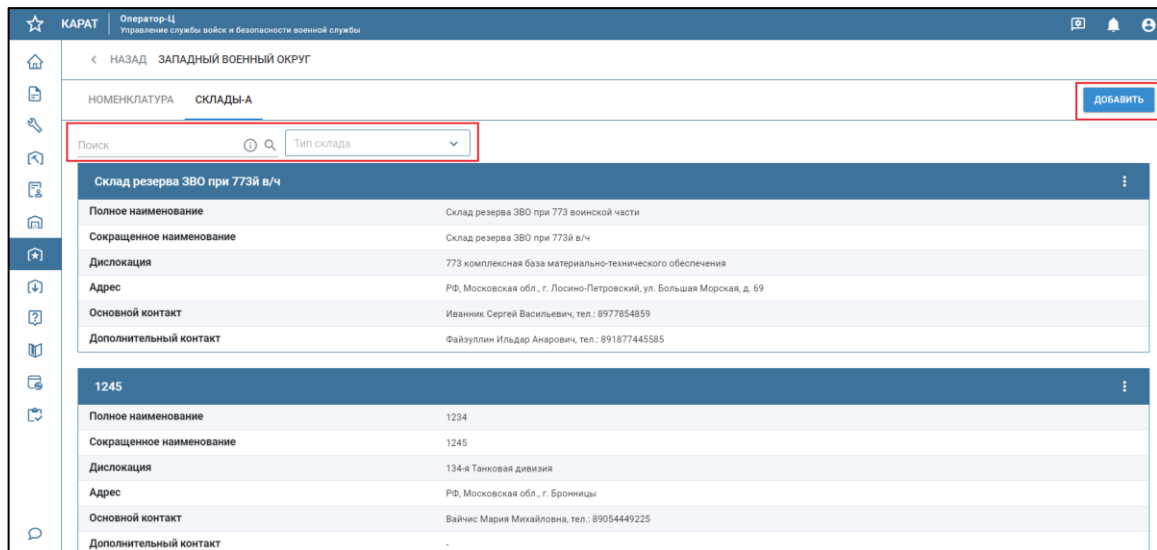 КАРАТ
Оператор-Ц
Управление службы войск и безопасности военной службы
< НАЗАД ЗАПАДНЫЙ ВОЕННЫЙ ОКРУГ
НОМЕНКЛАТУРА СКЛАДЫ-А ДОБАВИТЬ
Поиск Тип склада
Склад резерва ЗВО при 773й в/ч
Полное наименование Склад резерва ЗВО при 773 воинской части
Сокращенное наименование Склад резерва ЗВО при 773й в/ч
Дислокация 773 комплексная база материально-технического обеспечения
Адрес РФ, Московская обл., г. Лосино-Петровский, ул. Большая Морская, д. 69
Основной контакт Иванник Сергей Васильевич, тел.: 8977854859
Дополнительный контакт Файзуллин Ильдар Анарович, тел.: 891877445585
1245
Полное наименование 1234
Сокращенное наименование 1245
Дислокация 134-я Танковая дивизия
Адрес РФ, Московская обл., г. Бронницы
Основной контакт Вайчис Мария Михайловна, тел.: 89054449225
Дополнительный контакт -